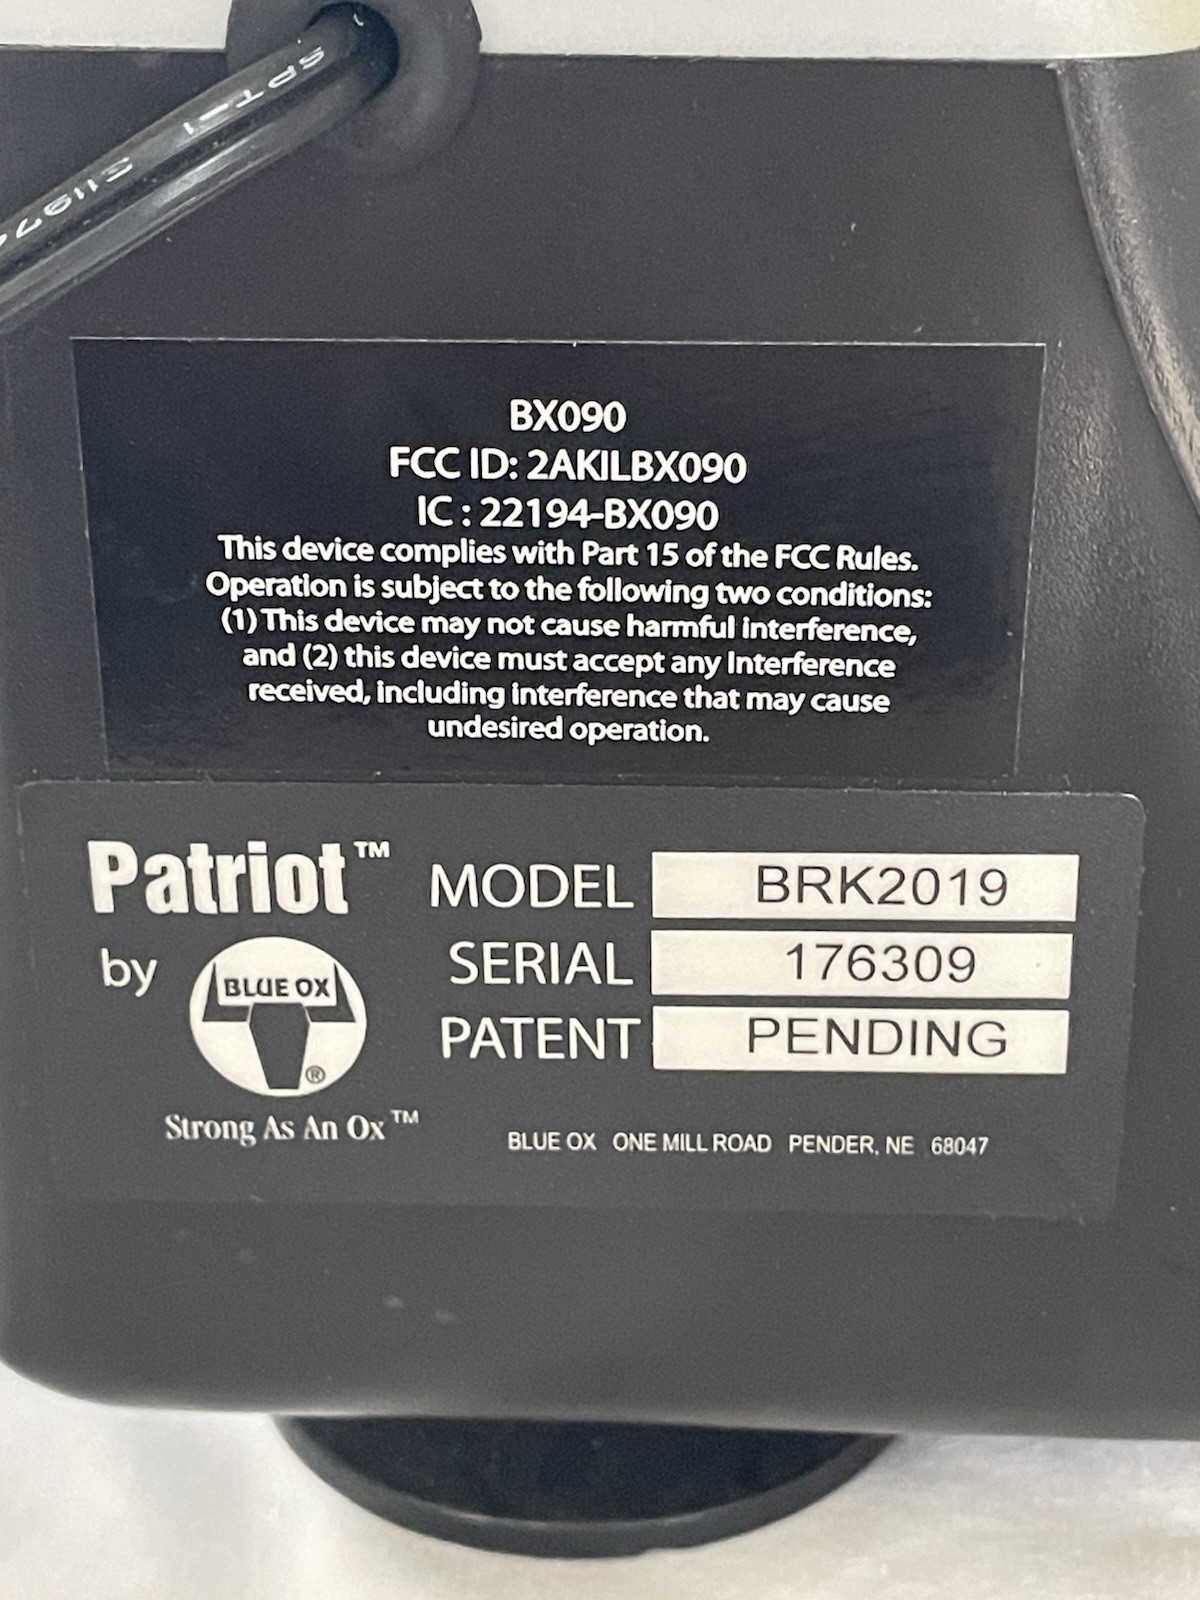 SPT-1
BX090
FCC ID: 2AKILBX090
IC : 22194-BX090
This device complies with Part 15 of the FCC Rules.
Operation is subject to the following two conditions:
(1) This device may not cause harmful Interference,
and (2) this device must accept any Interference
received, including interference that may cause
undesired operation.
Patriot™
by
BLUE OX
®
Strong As An Ox™
MODEL BRK2019
SERIAL 176309
PATENT PENDING
BLUE OX ONE MILL ROAD PENDER, NE 68047